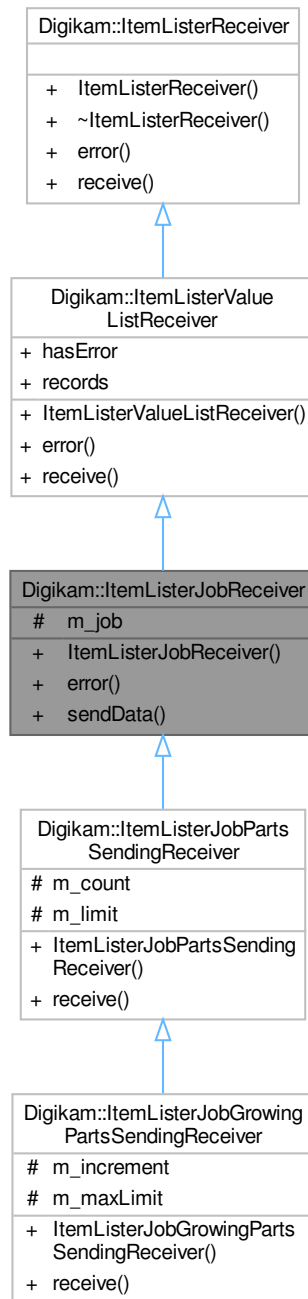 Digikam::ItemListerReceiver
+ ItemListerReceiver()
+ ~ItemListerReceiver()
+ error()
+ receive()
Digikam::ItemListerValue
ListReceiver
+ hasError
+ records
+ ItemListerValueListReceiver()
+ error()
+ receive()
Digikam::ItemListerJobReceiver
# m_job
+ ItemListerJobReceiver()
+ error()
+ sendData()
Digikam::ItemListerJobParts
SendingReceiver
# m_count
# m_limit
+ ItemListerJobPartsSending
Receiver()
+ receive()
Digikam::ItemListerJobGrowing
PartsSendingReceiver
# m_increment
# m_maxLimit
+ ItemListerJobGrowingParts
SendingReceiver()
+ receive()